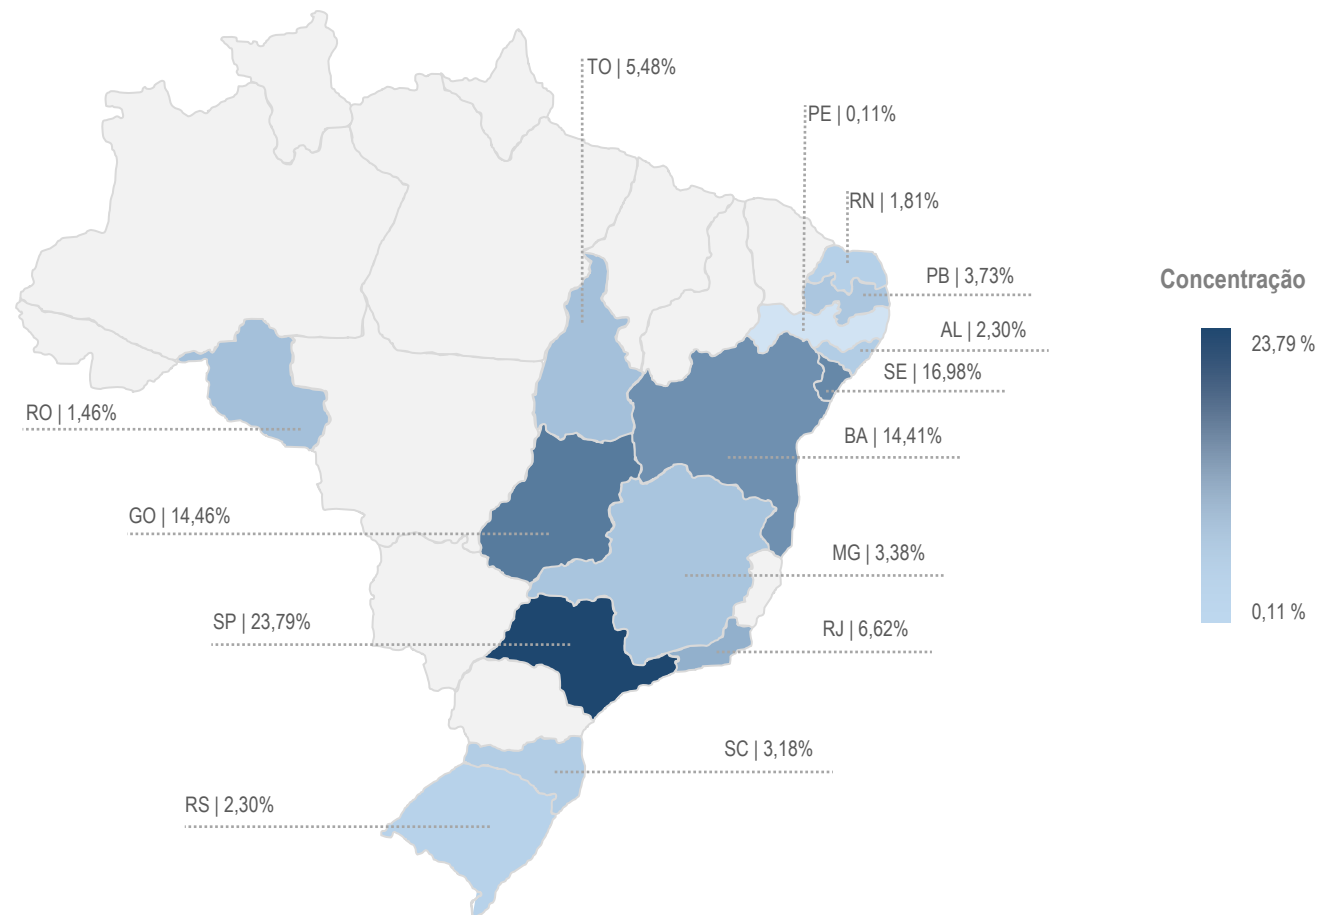 TO | 5,48%
PE | 0,11%
RN | 1,81%
PB | 3,73%
Concentração
AL | 2,30%
23,79 %
SE | 16,98%
RO | 1,46%
BA | 14,41%
GO | 14,46%
MG | 3,38%
0,11 %
SP | 23,79%
RJ | 6,62%
SC | 3,18%
RS | 2,30%